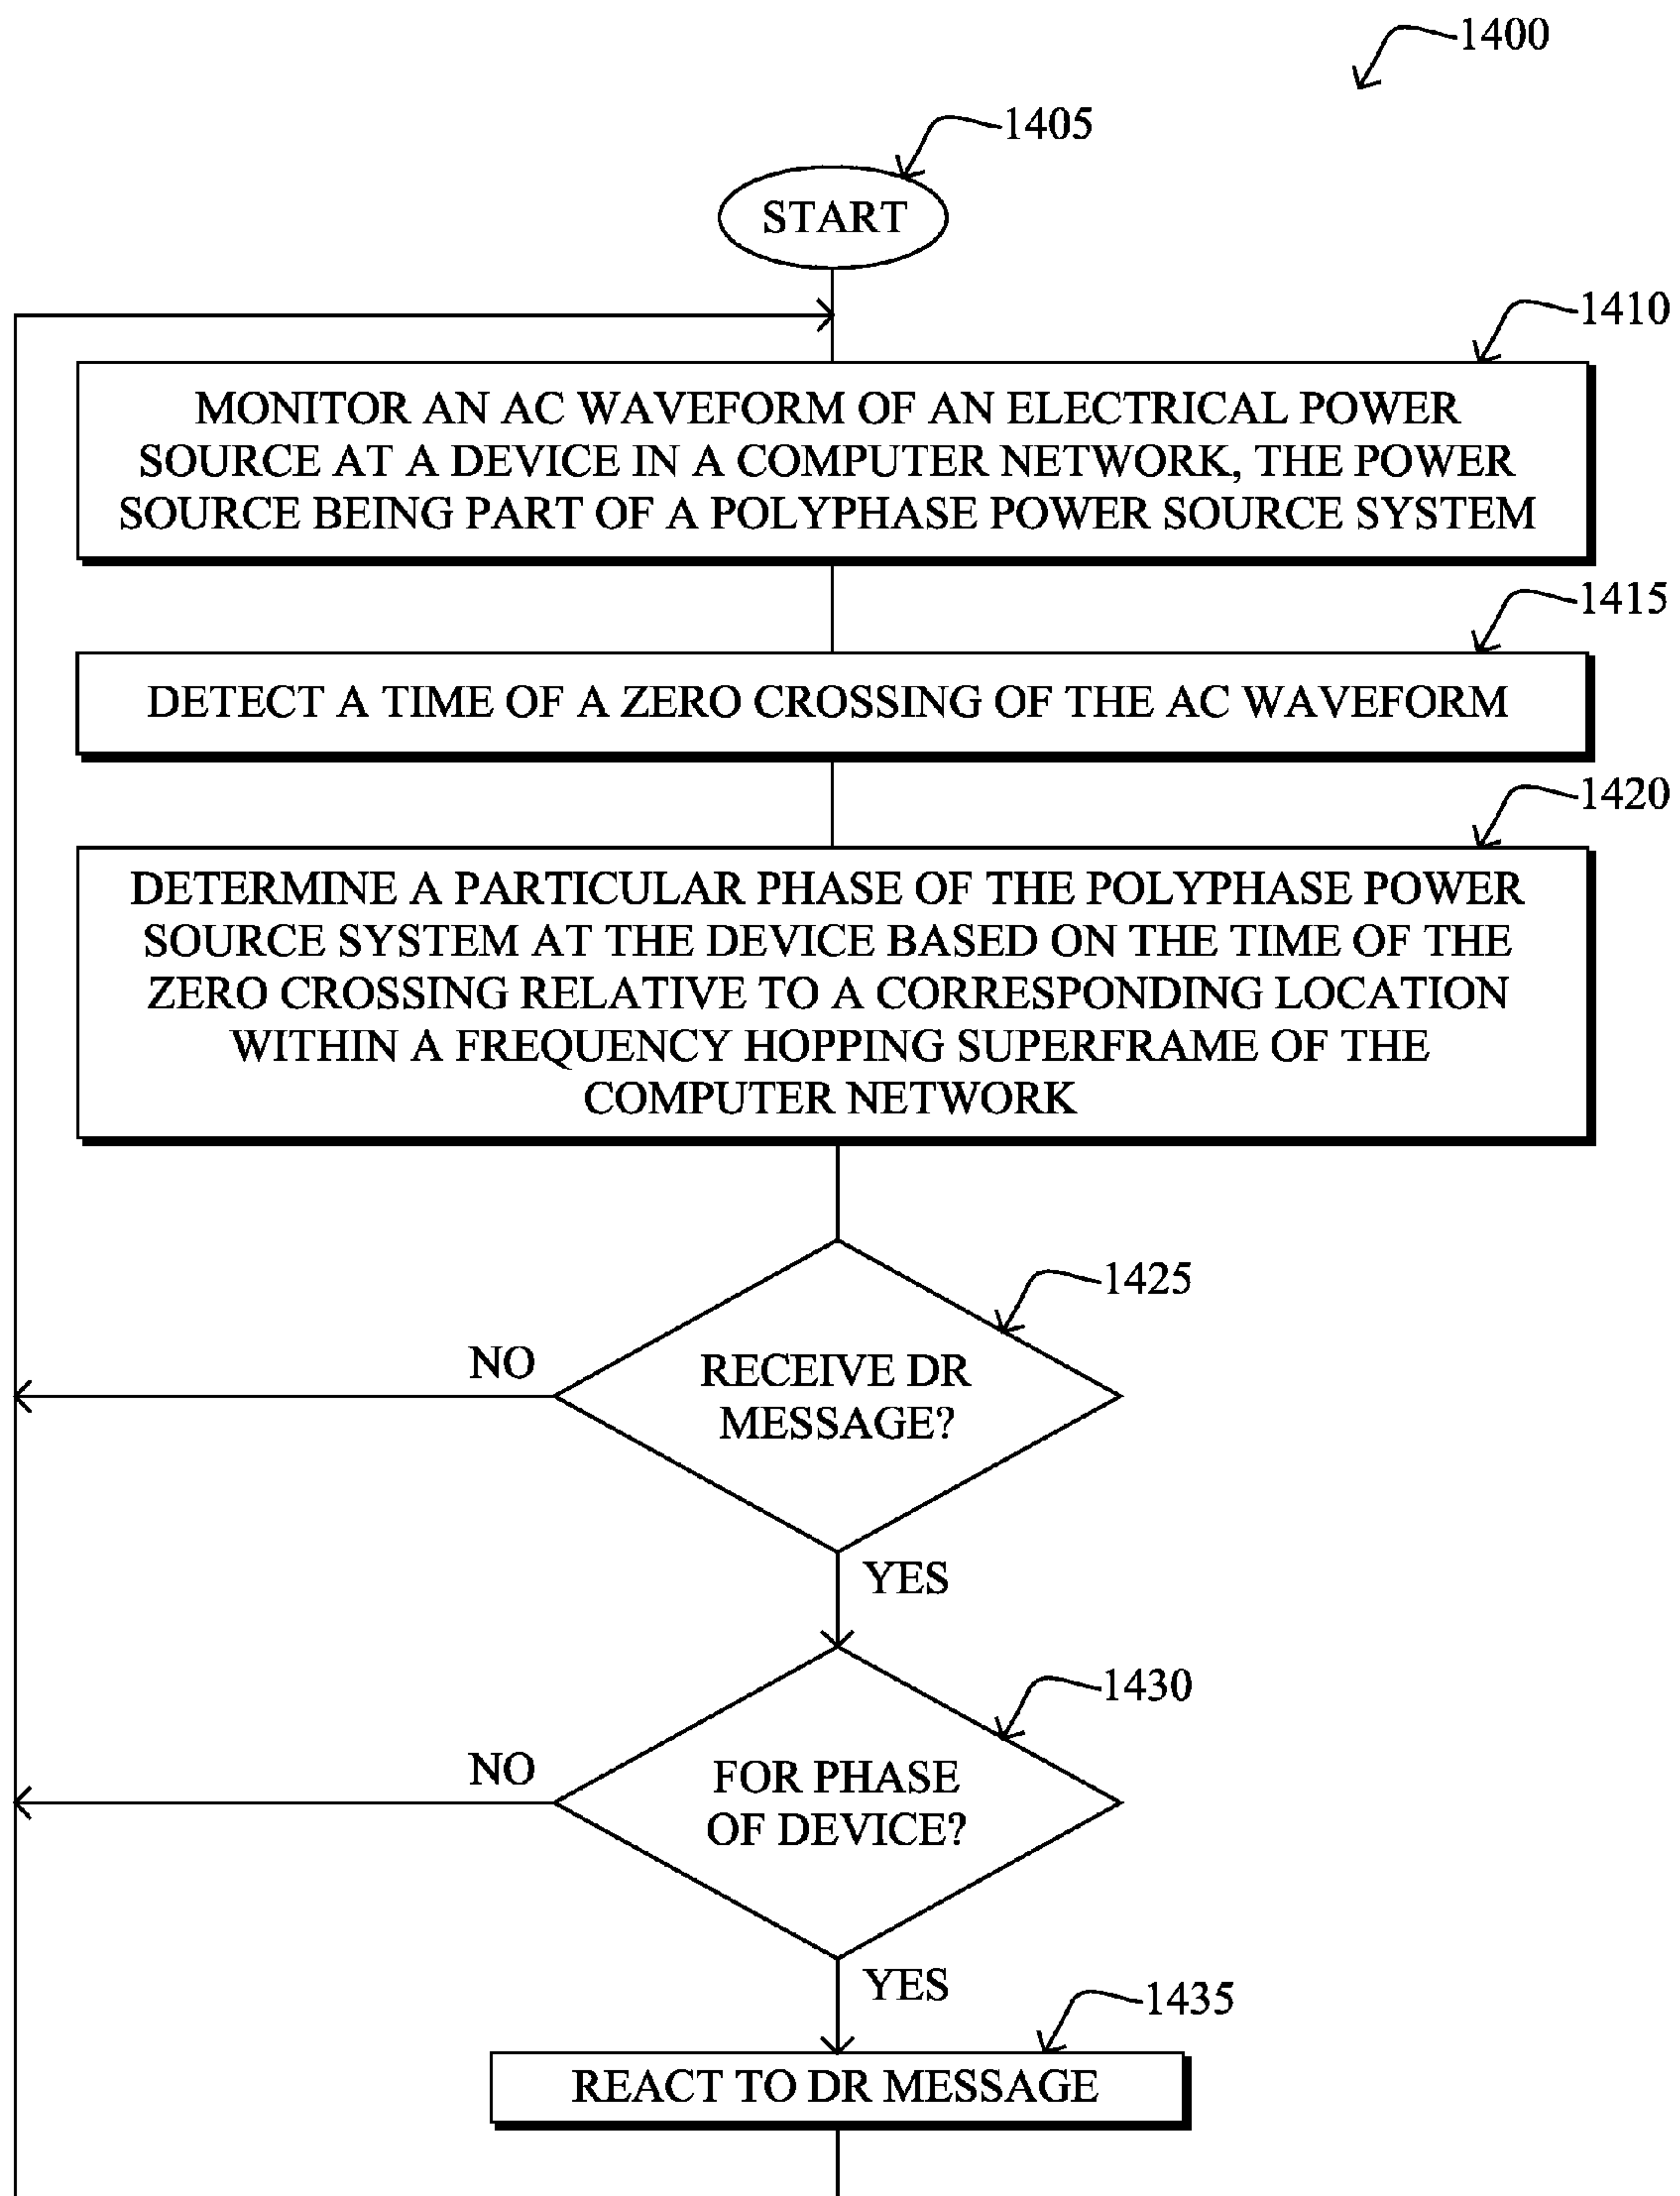 1400
1405
START
1410
MONITOR AN AC WAVEFORM OF AN ELECTRICAL POWER
SOURCE AT A DEVICE IN A COMPUTER NETWORK, THE POWER
SOURCE BEING PART OF A POLYPHASE POWER SOURCE SYSTEM
1415
DETECT A TIME OF A ZERO CROSSING OF THE AC WAVEFORM
1420
DETERMINE A PARTICULAR PHASE OF THE POLYPHASE POWER
SOURCE SYSTEM AT THE DEVICE BASED ON THE TIME OF THE
ZERO CROSSING RELATIVE TO A CORRESPONDING LOCATION
WITHIN A FREQUENCY HOPPING SUPERFRAME OF THE
COMPUTER NETWORK
1425
NO
RECEIVE DR
MESSAGE?
YES
1430
NO
FOR PHASE
OF DEVICE?
YES
1435
REACT TO DR MESSAGE